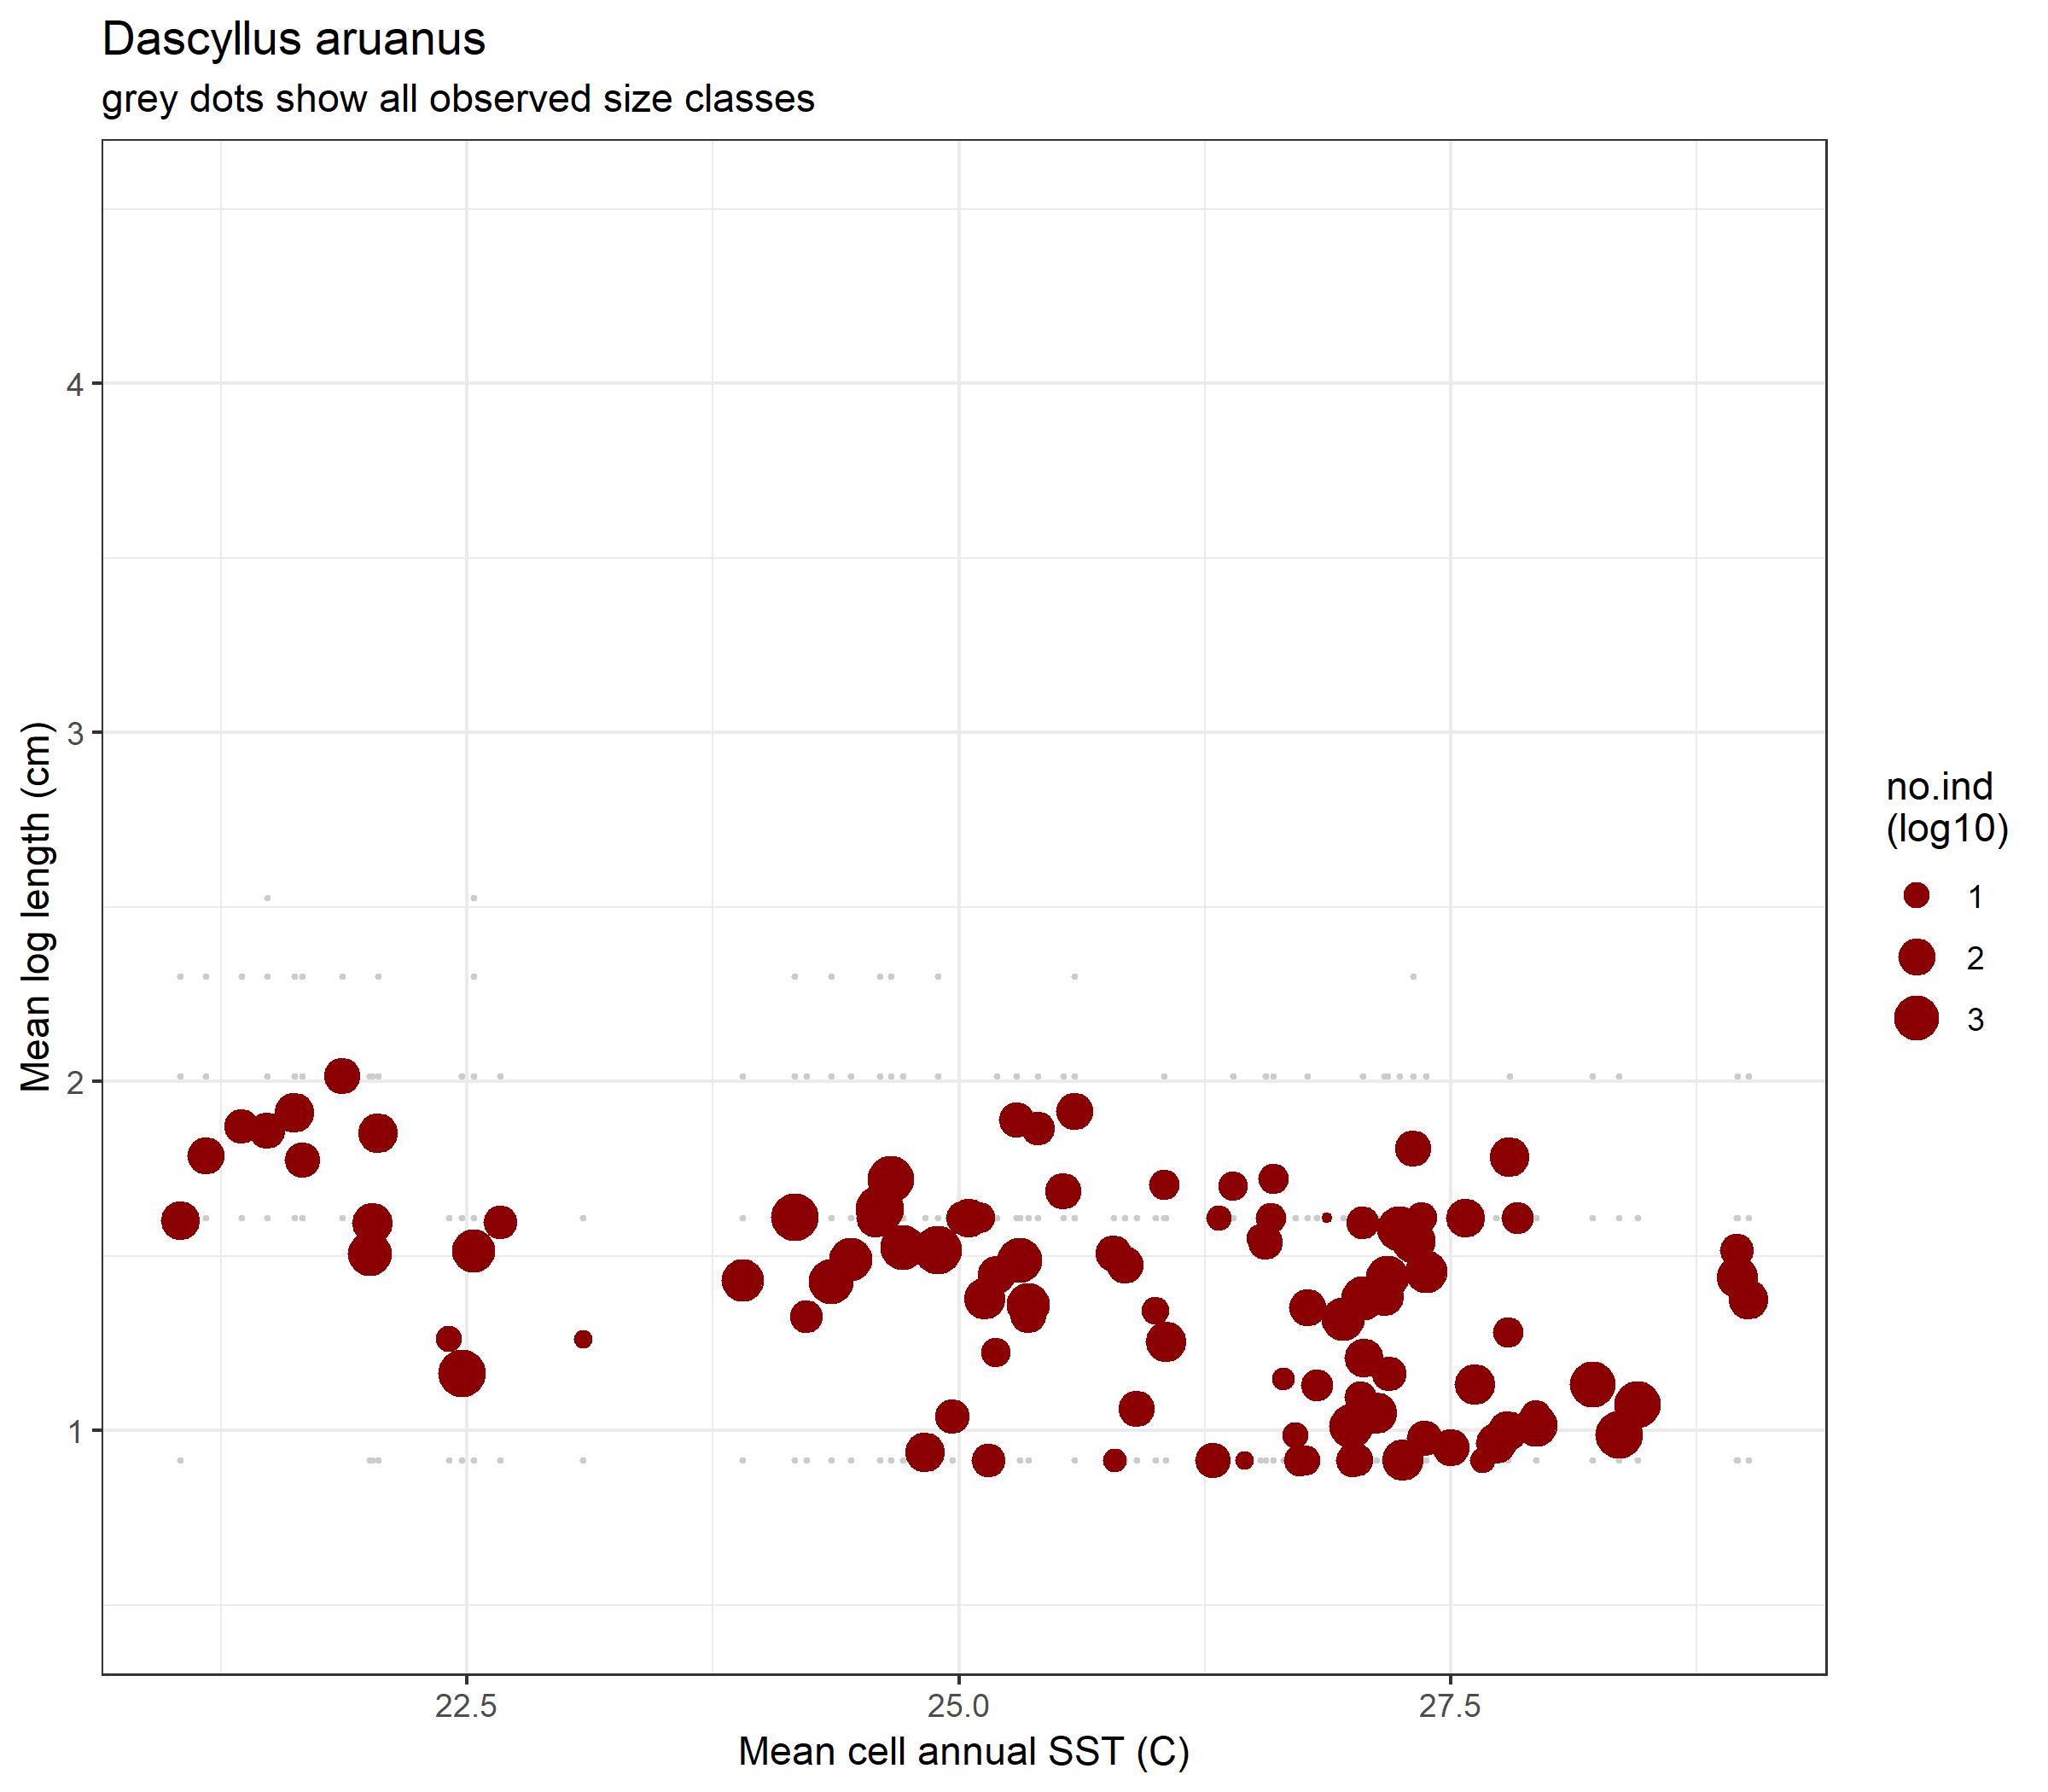 Dascyllus aruanus
grey dots show all observed size classes
4
3
2
1
Mean log length (cm)
22.5 25.0 27.5
Mean cell annual SST (C)
no.ind
(log10)
1
2
3